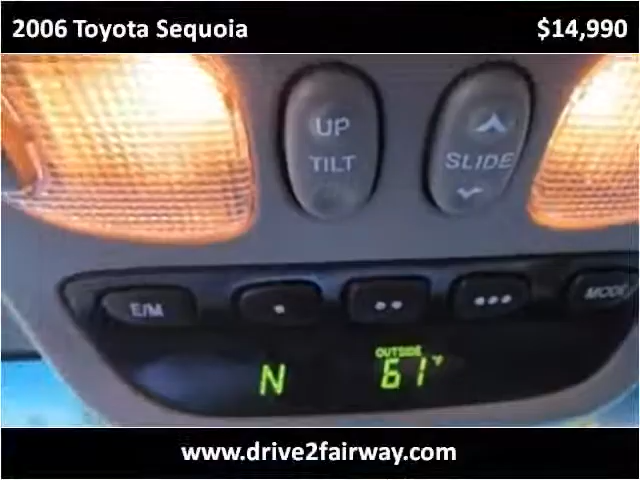 2006 Toyota Sequoia $14,990
UP
TILT
SLIDE
E/M
MODE
OUTSIDE
N 61°F
www.drive2fairway.com